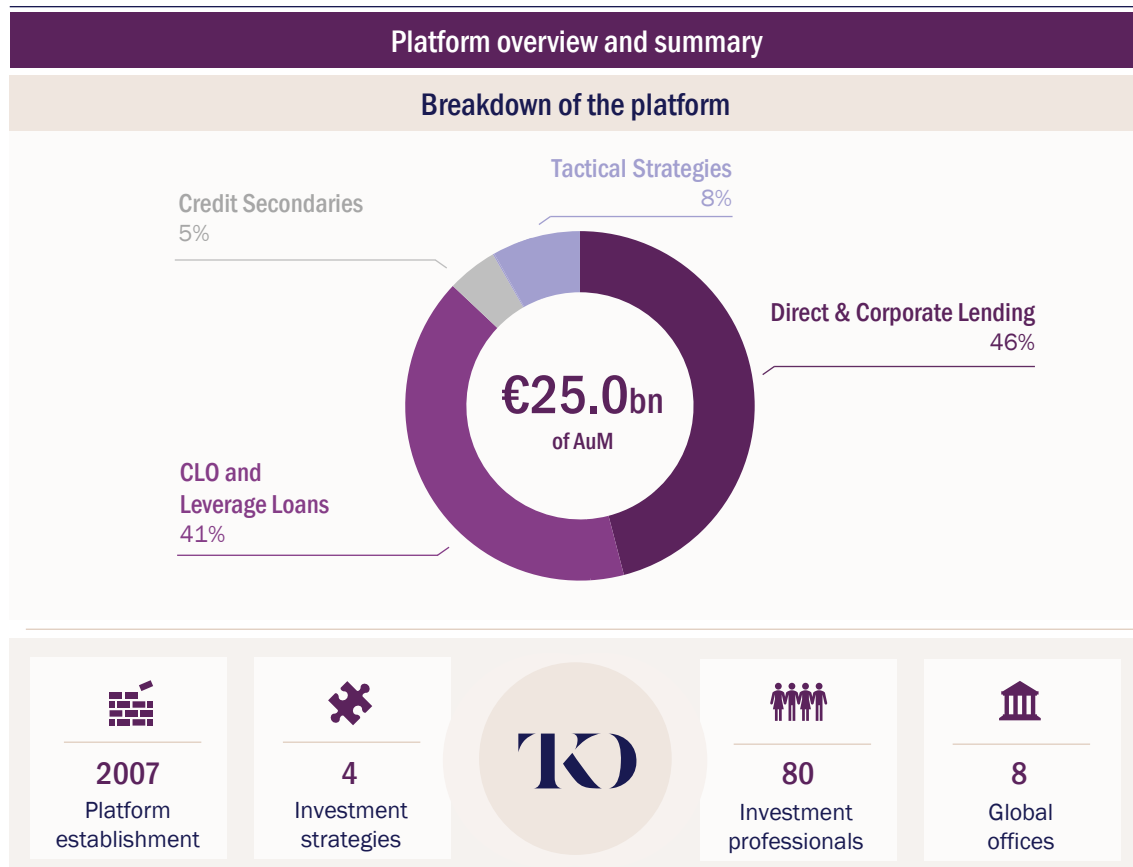 Platform overview and summary
Breakdown of the platform
Tactical Strategies
8%
Credit Secondaries
5%
Direct & Corporate Lending
46%
€25.0bn
of AuM
CLO and
Leverage Loans
41%
2007
Platform
establishment
4
Investment
strategies
TKO
80
Investment
professionals
8
Global
offices